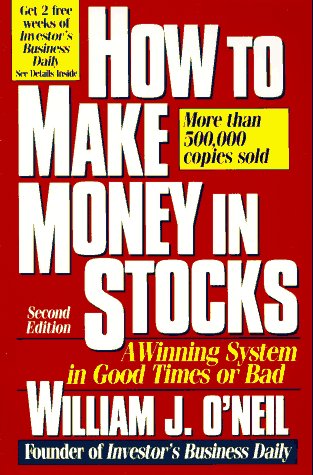 Get 2 free
weeks of
Investor's
Business
Daily
See Details Inside
HOW TO
MAKE
MONEY IN
STOCKS
More than
500,000
copies sold
Second
Edition
A Winning System
in Good Times or Bad
WILLIAM J. O'NEIL
Founder of Investor's Business Daily